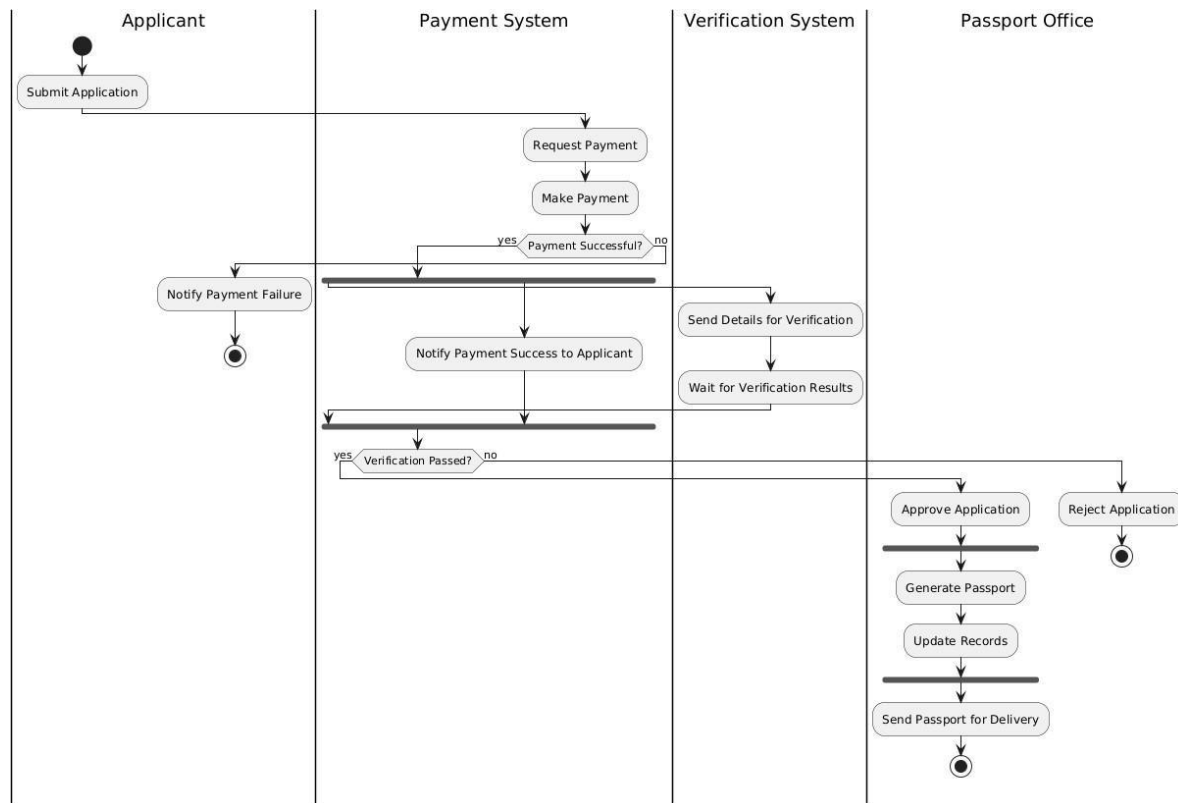 Applicant
Payment System
Verification System
Passport Office
Submit Application
Request Payment
Make Payment
yes
Payment Successful?
no
Notify Payment Failure
Send Details for Verification
Notify Payment Success to Applicant
Wait for Verification Results
yes
Verification Passed?
no
Approve Application
Reject Application
Generate Passport
Update Records
Send Passport for Delivery